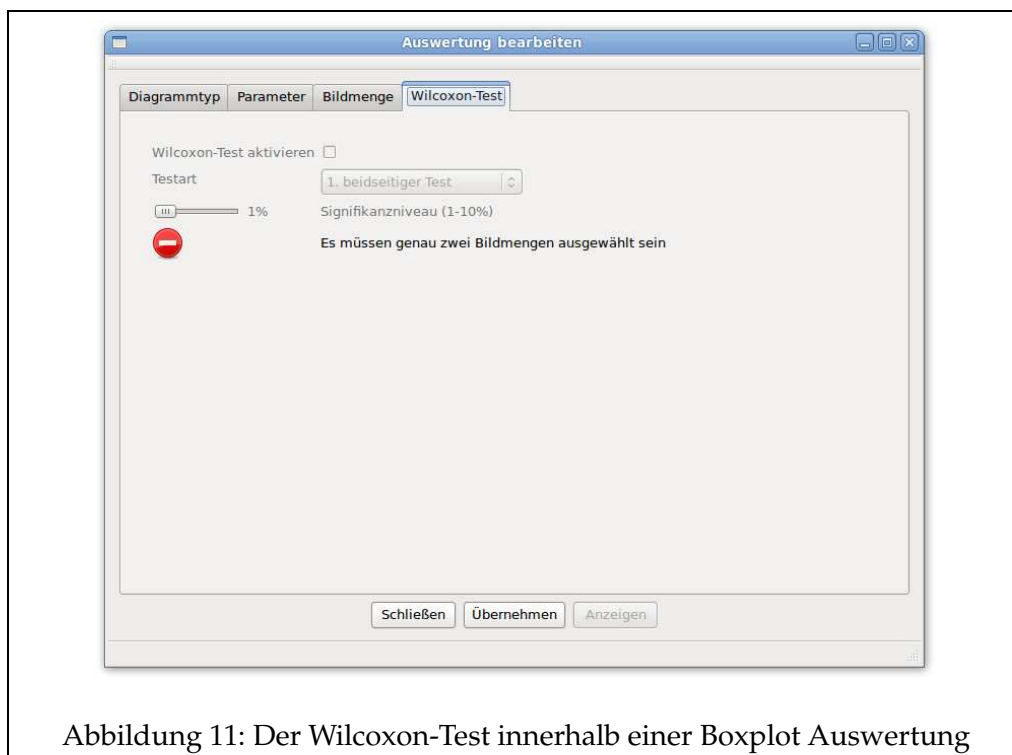 Auswertung bearbeiten
Diagrammtyp Parameter Bildmenge Wilcoxon-Test
Wilcoxon-Test aktivieren
Testart 1. beidseitiger Test
1% Signifikanzniveau (1-10%)
Es müssen genau zwei Bildmengen ausgewählt sein
Schließen Übernehmen Anzeigen
Abbildung 11: Der Wilcoxon-Test innerhalb einer Boxplot Auswertung